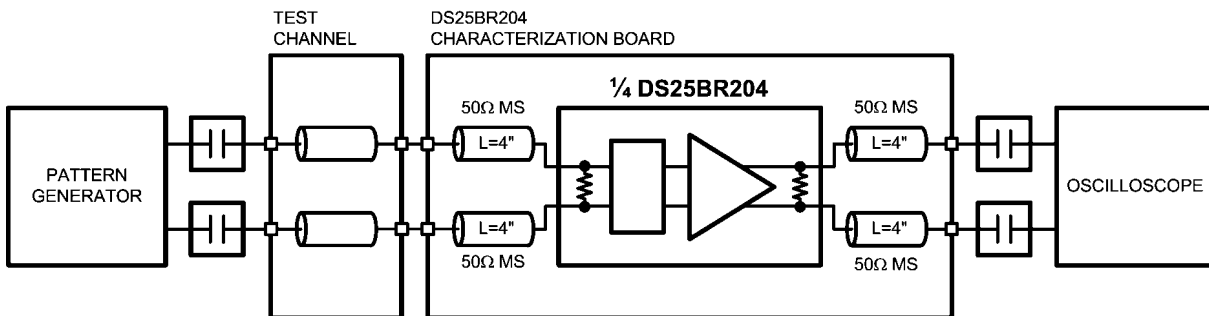 TEST
CHANNEL
DS25BR204
CHARACTERIZATION BOARD
¼ DS25BR204
50Ω MS
50Ω MS
L=4"
L=4"
PATTERN
GENERATOR
OSCILLOSCOPE
L=4"
L=4"
50Ω MS
50Ω MS